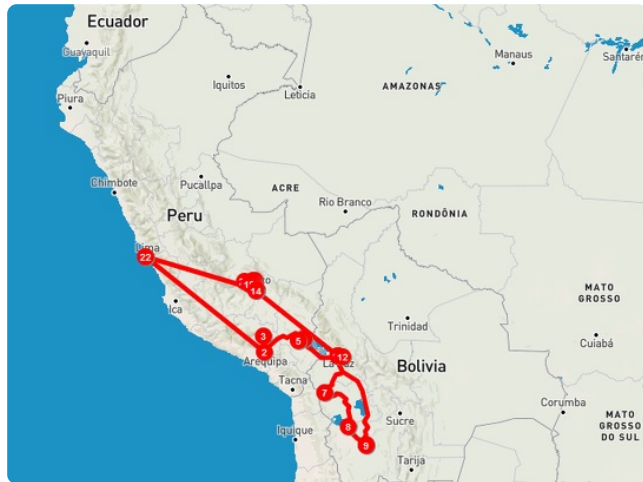 Ecuador
Guayaquil
Manaus
Santarém
Iquitos
Leticia
AMAZONAS
Piura
Chimbote
Pucallpa
ACRE
Rio Branco
RONDÔNIA
Peru
Lima
22
14
3
2
5
12
Arequipa
Trinidad
MATO
GROSSO
Cuiabá
Bolivia
Tacna
7
8
9
Sucre
Corumba
MATO
GROSSO
DO SUL
Iquique
Tarija